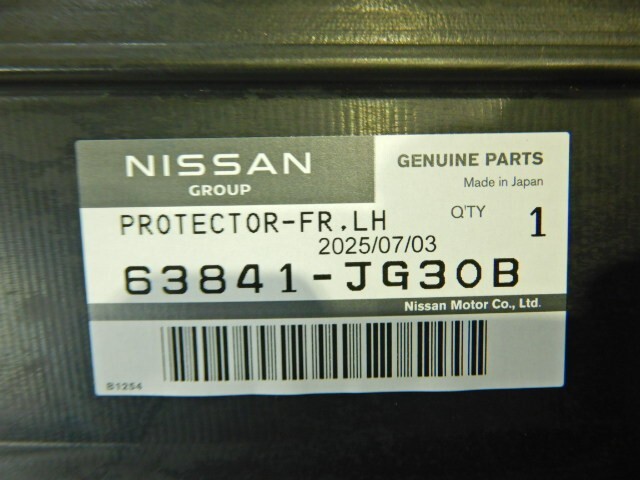 NISSAN
GROUP
GENUINE PARTS
Made in Japan
PROTECTOR-FR.LH
Q'TY 1
2025/07/03
63841-JG30B
Nissan Motor Co., Ltd.
B1254